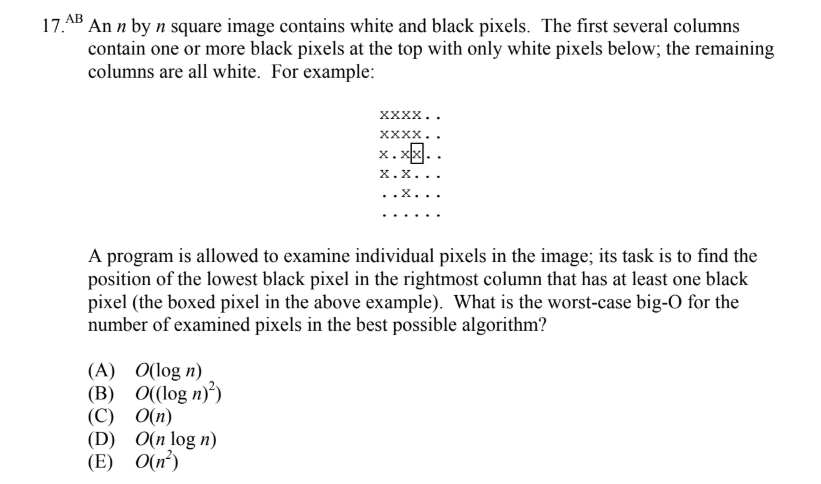 17.AB An n by n square image contains white and black pixels. The first several columns
contain one or more black pixels at the top with only white pixels below; the remaining
columns are all white. For example:
xxxx..
xxxx..
x.xx..
x.x...
..x...
......
A program is allowed to examine individual pixels in the image; its task is to find the
position of the lowest black pixel in the rightmost column that has at least one black
pixel (the boxed pixel in the above example). What is the worst-case big-O for the
number of examined pixels in the best possible algorithm?
(A) O(log n)
(B) O((log n)²)
(C) O(n)
(D) O(n log n)
(E) O(n²)